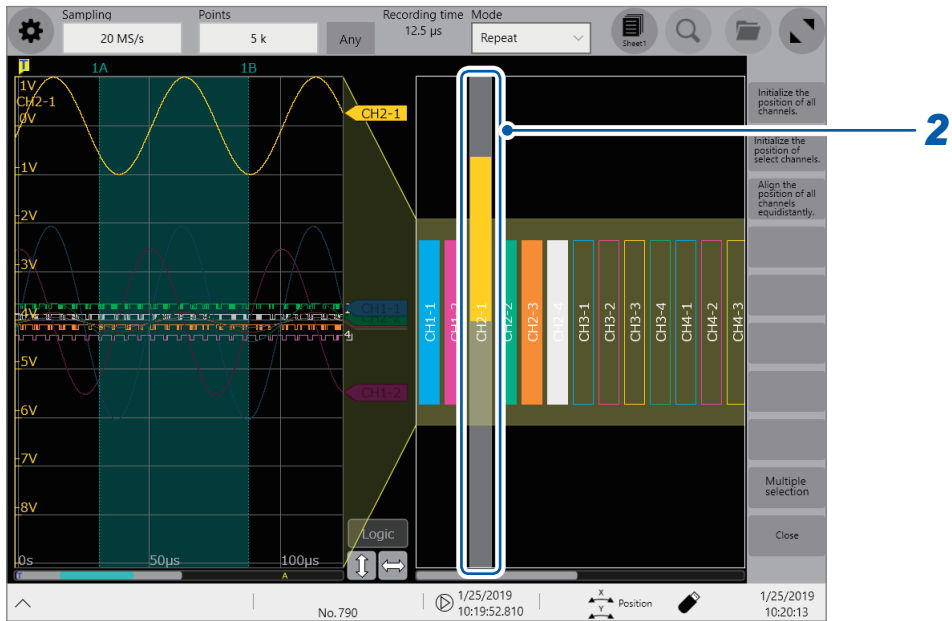 Sampling
Points
Recording time
Mode
20 MS/s
5 k
Any
12.5 µs
Repeat
Sheet1
T
1A
1B
1V
CH2-1
0V
-1V
-2V
-3V
-4V
-5V
-6V
-7V
-8V
0s
50µs
100µs
CH2-1
CH1-1
CH1-2
Logic
T
A
CH1-1
CH1-2
CH2-1
CH2-2
CH2-3
CH2-4
CH3-1
CH3-2
CH3-3
CH3-4
CH4-1
CH4-2
CH4-3
2
Initialize the
position of all
channels.
Initialize the
position of
select channels.
Align the
position of all
channels
equidistantly.
Multiple
selection
Close
No. 790
1/25/2019
10:19:52.810
X
Y
Position
1/25/2019
10:20:13